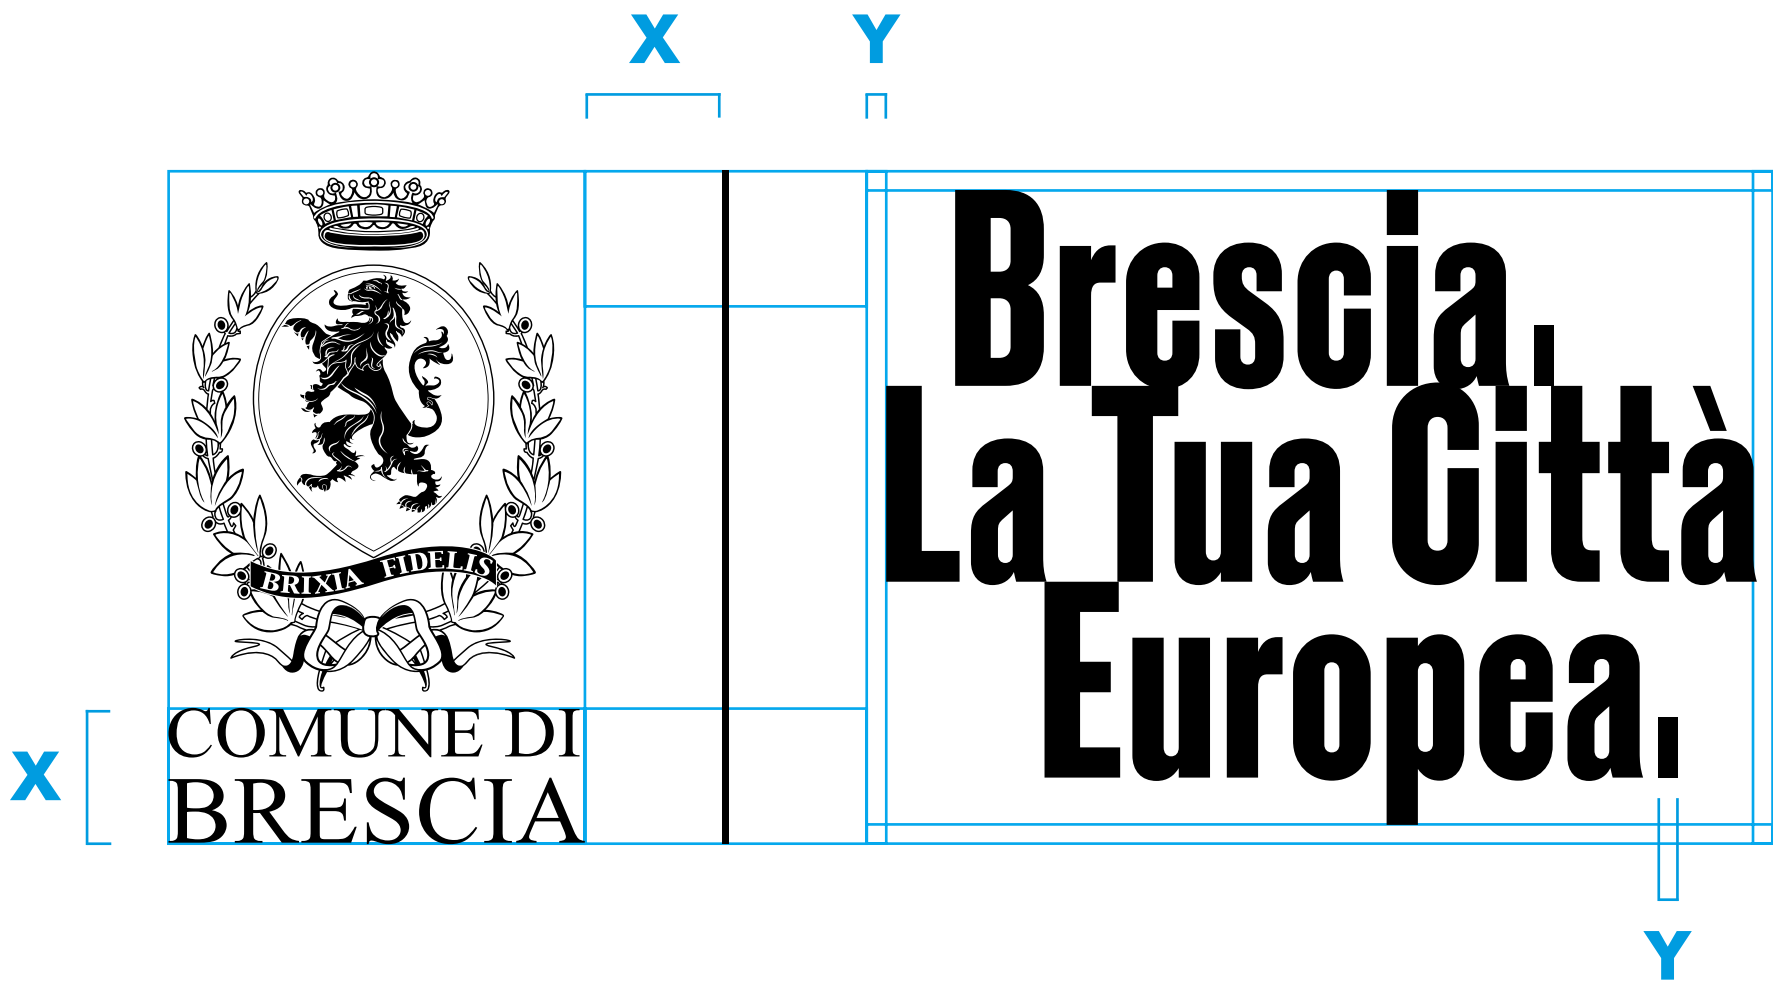 X Y
BRIXIA FIDELIS
X
COMUNE DI
BRESCIA
Brescia.
La Tua Città
Europea.
Y